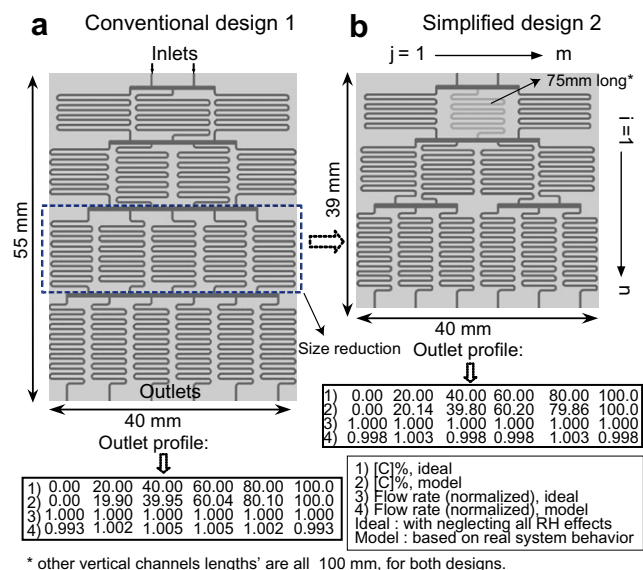 a Conventional design 1
Inlets
55 mm
Outlets
40 mm
Size reduction
Outlet profile:
1) 0.00 20.00 40.00 60.00 80.00 100.0
2) 0.00 19.90 39.95 60.04 80.10 100.0
3) 1.000 1.000 1.000 1.000 1.000 1.000
4) 0.993 1.002 1.005 1.005 1.002 0.993
b Simplified design 2
j = 1 m
75mm long*
i =1
n
39 mm
40 mm
Outlet profile:
1) 0.00 20.00 40.00 60.00 80.00 100.0
2) 0.00 20.14 39.80 60.20 79.86 100.0
3) 1.000 1.000 1.000 1.000 1.000 1.000
4) 0.998 1.003 0.998 0.998 1.003 0.998
1) [C]%, ideal
2) [C]%, model
3) Flow rate (normalized), ideal
4) Flow rate (normalized), model
Ideal : with neglecting all RH effects
Model : based on real system behavior
* other vertical channels lengths' are all 100 mm, for both designs.